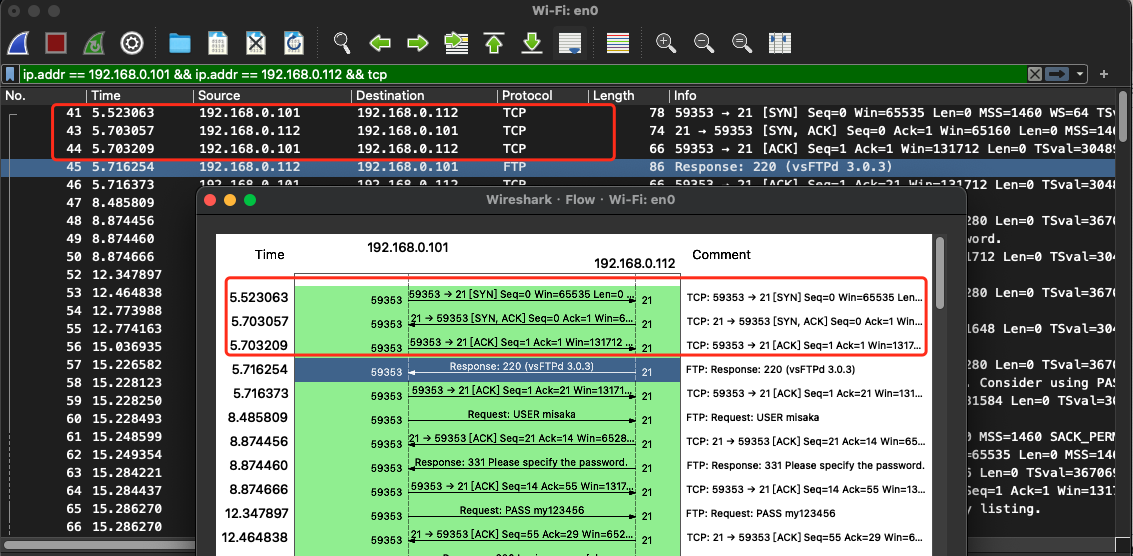 Wi-Fi: en0
ip.addr == 192.168.0.101 && ip.addr == 192.168.0.112 && tcp
No. Time Source Destination Protocol Length Info
41 5.523063 192.168.0.101 192.168.0.112 TCP 78 59353 → 21 [SYN] Seq=0 Win=65535 Len=0 MSS=1460 WS=64 TSv
43 5.703057 192.168.0.112 192.168.0.101 TCP 74 21 → 59353 [SYN, ACK] Seq=0 Ack=1 Win=65160 Len=0 MSS=146
44 5.703209 192.168.0.101 192.168.0.112 TCP 66 59353 → 21 [ACK] Seq=1 Ack=1 Win=131712 Len=0 TSval=30489
45 5.716254 192.168.0.112 192.168.0.101 FTP 86 Response: 220 (vsFTPd 3.0.3)
46 5.716373 192.168.0.101 192.168.0.112 TCP 66 59353 → 21 [ACK] Seq=1 Ack=21 Win=131712 Len=0 TSval=3048
47 8.485809
48 8.874456 280 Len=0 TSval=3670
49 8.874460 word.
50 8.874666 1712 Len=0 TSval=304
52 12.347897
53 12.464838 280 Len=0 TSval=3670
54 12.773988
55 12.774163 1648 Len=0 TSval=304
56 15.036935
57 15.226582 280 Len=0 TSval=3670
58 15.228123 . Consider using PAS
59 15.228250 31584 Len=0 TSval=30
60 15.228493
61 15.248599 0 MSS=1460 SACK_PERM
62 15.249354 =65535 Len=0 MSS=146
63 15.284221 6 Len=0 TSval=367069
64 15.284437 Win=131712 Len=0 TSv
65 15.286270 y listing.
66 15.286270
Wireshark · Flow · Wi-Fi: en0
Time 192.168.0.101 192.168.0.112 Comment
5.523063 59353 59353 → 21 [SYN] Seq=0 Win=65535 Len=0 ... 21 TCP: 59353 → 21 [SYN] Seq=0 Win=65535 Len...
5.703057 59353 21 → 59353 [SYN, ACK] Seq=0 Ack=1 Win=6... 21 TCP: 21 → 59353 [SYN, ACK] Seq=0 Ack=1 Win...
5.703209 59353 59353 → 21 [ACK] Seq=1 Ack=1 Win=131712 ... 21 TCP: 59353 → 21 [ACK] Seq=1 Ack=1 Win=1317...
5.716254 59353 Response: 220 (vsFTPd 3.0.3) 21 FTP: Response: 220 (vsFTPd 3.0.3)
5.716373 59353 59353 → 21 [ACK] Seq=1 Ack=21 Win=13171... 21 TCP: 59353 → 21 [ACK] Seq=1 Ack=21 Win=131...
8.485809 59353 Request: USER misaka 21 FTP: Request: USER misaka
8.874456 59353 21 → 59353 [ACK] Seq=21 Ack=14 Win=6528... 21 TCP: 21 → 59353 [ACK] Seq=21 Ack=14 Win=65...
8.874460 59353 Response: 331 Please specify the password. 21 FTP: Response: 331 Please specify the password.
8.874666 59353 59353 → 21 [ACK] Seq=14 Ack=55 Win=1317... 21 TCP: 59353 → 21 [ACK] Seq=14 Ack=55 Win=13...
12.347897 59353 Request: PASS my123456 21 FTP: Request: PASS my123456
12.464838 59353 21 → 59353 [ACK] Seq=55 Ack=29 Win=652... 21 TCP: 21 → 59353 [ACK] Seq=55 Ack=29 Win=65...